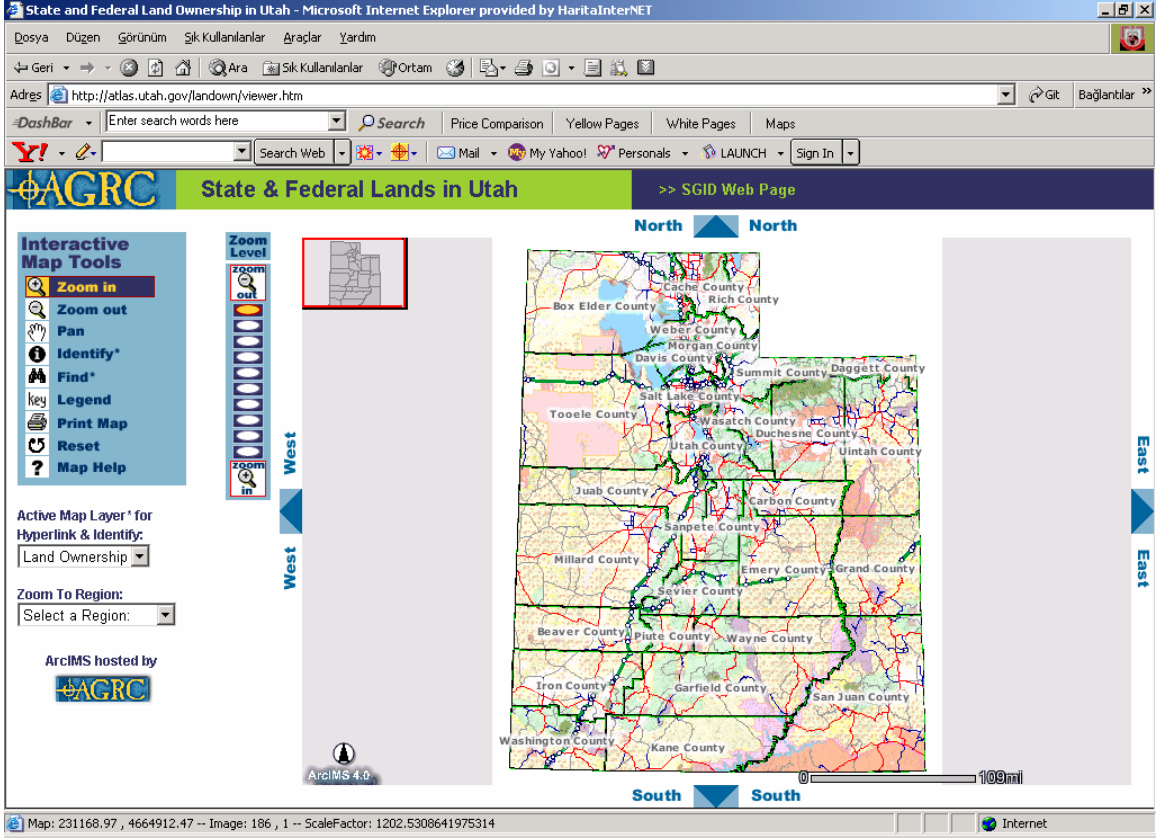 State and Federal Land Ownership in Utah - Microsoft Internet Explorer provided by HaritaInterNET
Dosya Düzen Görünüm Sık Kullanılanlar Araçlar Yardım
Geri Ara Sık Kullanılanlar Ortam
Adres http://atlas.utah.gov/landown/viewer.htm Git Bağlantılar »
DashBar Enter search words here Search Price Comparison Yellow Pages White Pages Maps
Y! Search Web Mail My My Yahoo! Personals LAUNCH Sign In
AGRC State & Federal Lands in Utah >> SGID Web Page
North North
Interactive
Map Tools
Zoom in
Zoom out
Pan
Identify*
Find*
key Legend
Print Map
Reset
? Map Help
Zoom
Level
zoom
out
zoom
in
Active Map Layer* for
Hyperlink & Identify:
Land Ownership
Zoom To Region:
Select a Region:
ArcIMS hosted by
AGRC
West
West
Cache County
Rich County
Box Elder County
Weber County
Morgan County
Davis County
Summit County
Daggett County
Salt Lake County
Tooele County
Wasatch County
Duchesne County
Utah County
Uintah County
Juab County
Carbon County
Sanpete County
Millard County
Emery County
Grand County
Sevier County
Beaver County
Piute County
Wayne County
Iron County
Garfield County
San Juan County
Washington County
Kane County
East
East
ArcIMS 4.0
0 109mi
South South
Map: 231168.97 , 4664912.47 -- Image: 186 , 1 -- ScaleFactor: 1202.5308641975314 Internet